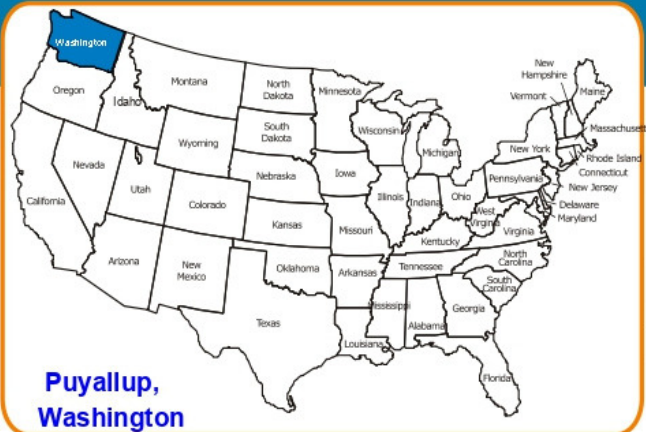 Washington
Oregon
Idaho
Montana
North
Dakota
Minnesota
South
Dakota
Wyoming
Nebraska
Nevada
Utah
Colorado
California
Arizona
New
Mexico
Kansas
Oklahoma
Texas
Iowa
Missouri
Arkansas
Louisiana
Wisconsin
Michigan
Illinois
Indiana
Ohio
Kentucky
Tennessee
Mississippi
Alabama
Georgia
Florida
South
Carolina
North
Carolina
Virginia
West
Virginia
Pennsylvania
New York
Vermont
New
Hampshire
Maine
Massachuset
Rhode Island
Connecticut
New Jersey
Delaware
Maryland
Puyallup,
Washington